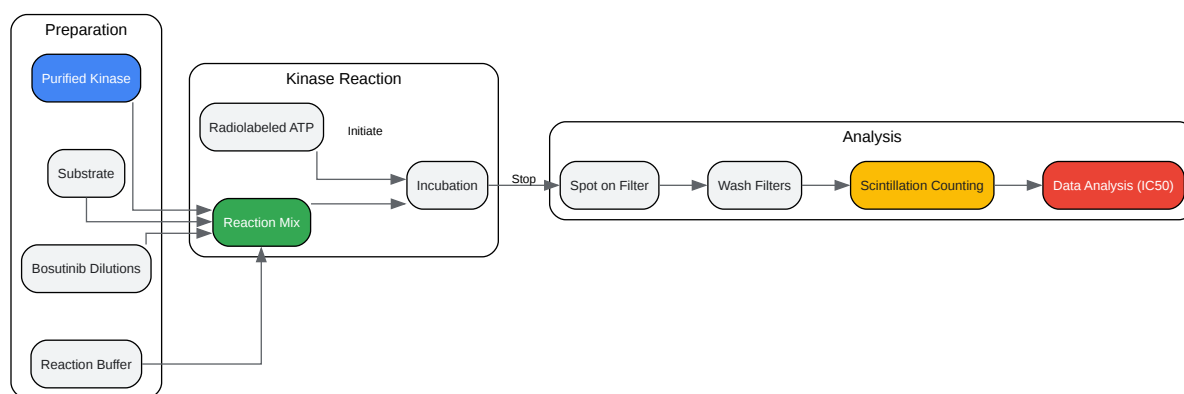 Preparation
Purified Kinase
Substrate
Bosutinib Dilutions
Reaction Buffer
Kinase Reaction
Radiolabeled ATP
Initiate
Reaction Mix
Incubation
Stop
Analysis
Spot on Filter
Wash Filters
Scintillation Counting
Data Analysis (IC50)